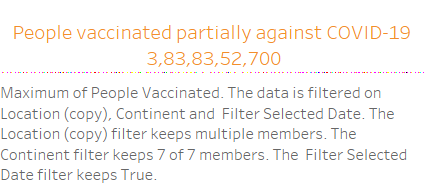 People vaccinated partially against COVID-19
3,83,83,52,700
Maximum of People Vaccinated. The data is filtered on
Location (copy), Continent and  Filter Selected Date. The
Location (copy) filter keeps multiple members. The
Continent filter keeps 7 of 7 members. The  Filter Selected
Date filter keeps True.